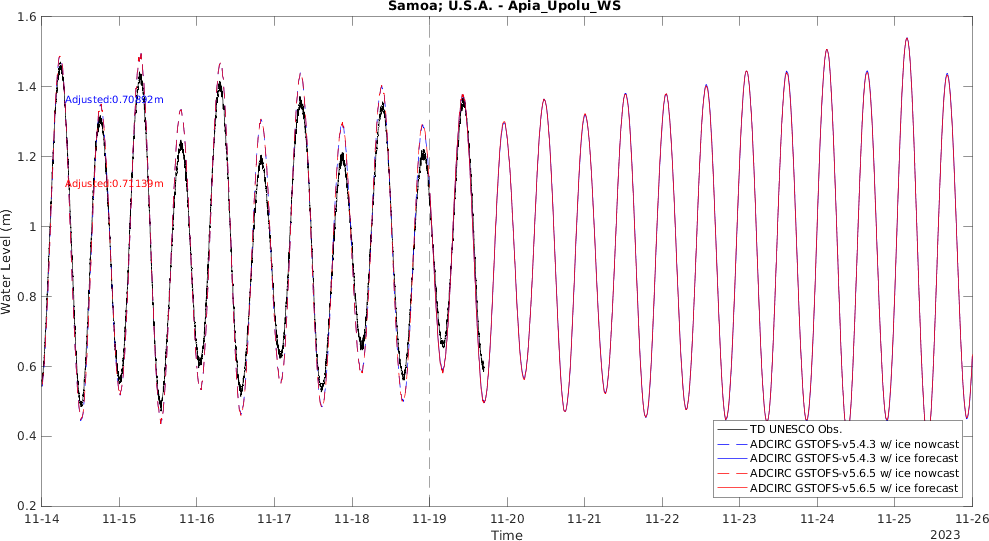 Samoa; U.S.A. - Apia_Upolu_WS
1.6
1.4
Adjusted:0.70892m
1.2
Adjusted:0.71139m
1
Water Level (m)
0.8
0.6
0.4
0.2
TD UNESCO Obs.
ADCIRC GSTOFS-v5.4.3 w/ ice nowcast
ADCIRC GSTOFS-v5.4.3 w/ ice forecast
ADCIRC GSTOFS-v5.6.5 w/ ice nowcast
ADCIRC GSTOFS-v5.6.5 w/ ice forecast
11-14 11-15 11-16 11-17 11-18 11-19 11-20 11-21 11-22 11-23 11-24 11-25 11-26
Time
2023